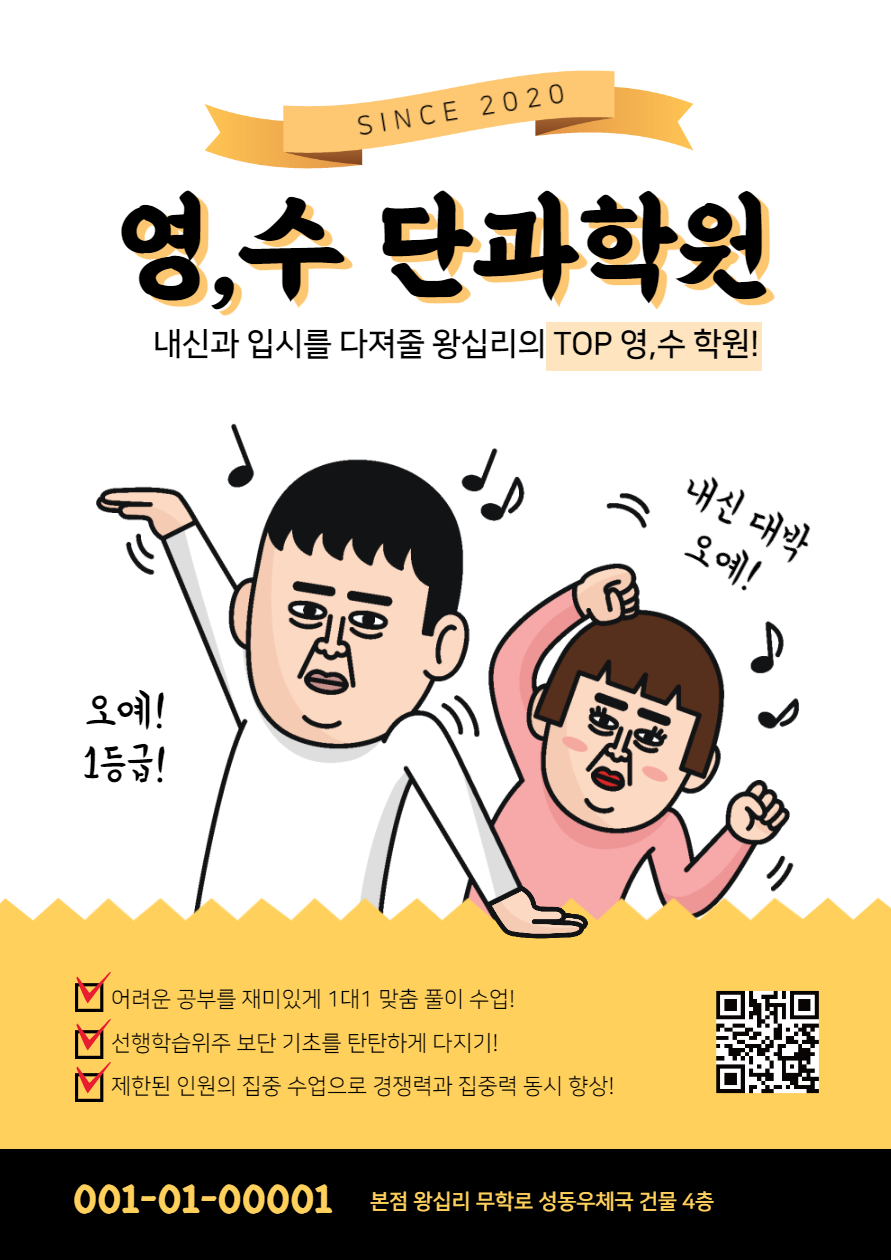 SINCE 2020
영,수 단과학원
내신과 입시를 다져줄 왕십리의 TOP 영,수 학원!
내신 대박
오예!
오예!
1등급!
어려운 공부를 재미있게 1대1 맞춤 풀이 수업!
선행학습위주 보단 기초를 탄탄하게 다지기!
제한된 인원의 집중 수업으로 경쟁력과 집중력 동시 향상!
001-01-00001 본점 왕십리 무학로 성동우체국 건물 4층